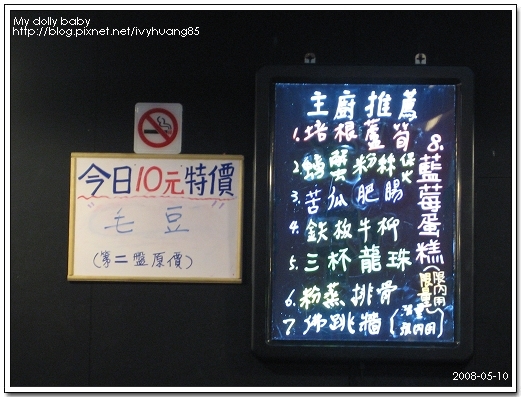 My dolly baby
http://blog.pixnet.net/ivyhuang85
今日10元特價
毛豆
(第二盤原價)
主廚推薦
1.培根蘆筍
2.螃蟹粉絲煲
3.苦瓜肥腸
4.鉄板牛柳
5.三杯龍珠
6.粉蒸排骨
7.佛跳牆(限內用)
8.藍莓蛋糕(限內用限量)
2008-05-10